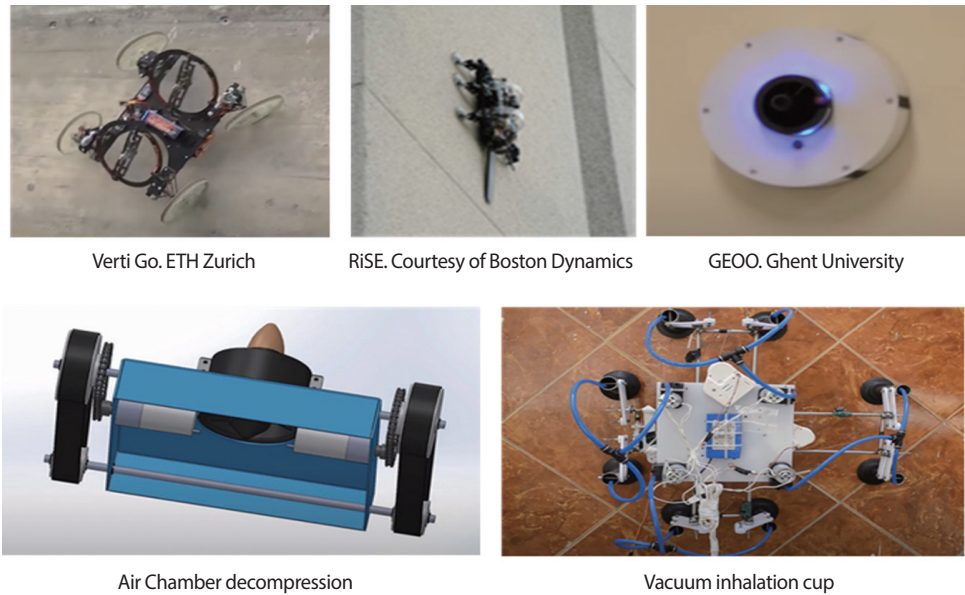 Verti Go. ETH Zurich
RiSE. Courtesy of Boston Dynamics
GEOO. Ghent University
Air Chamber decompression
Vacuum inhalation cup